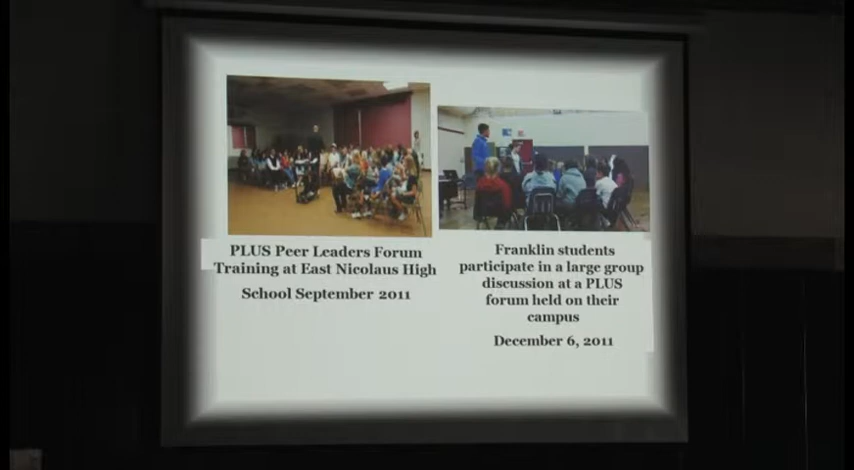 PLUS Peer Leaders Forum
Training at East Nicolaus High
School September 2011
Franklin students
participate in a large group
discussion at a PLUS
forum held on their
campus
December 6, 2011